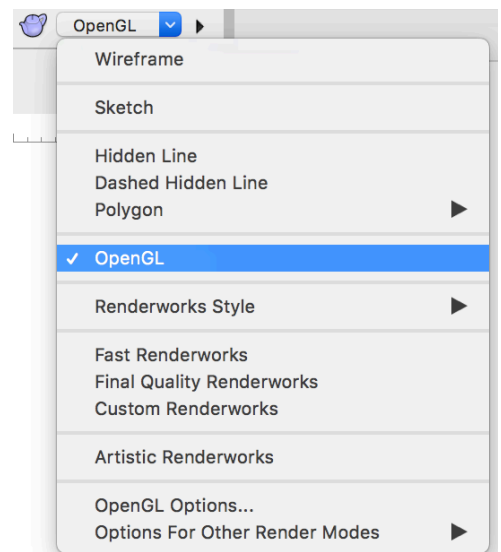 OpenGL
Wireframe
Sketch
Hidden Line
Dashed Hidden Line
Polygon
OpenGL
Renderworks Style
Fast Renderworks
Final Quality Renderworks
Custom Renderworks
Artistic Renderworks
OpenGL Options...
Options For Other Render Modes